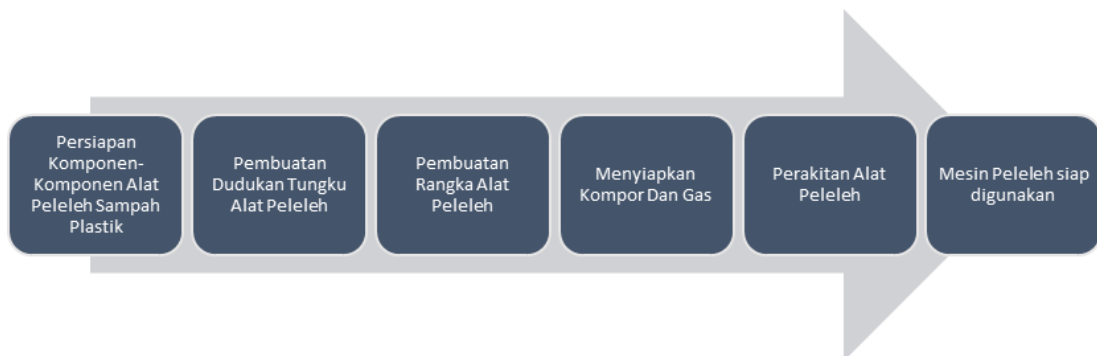 Persiapan
Komponen-
Komponen Alat
Peleleh Sampah
Plastik
Pembuatan
Dudukan Tungku
Alat Peleleh
Pembuatan
Rangka Alat
Peleleh
Menyiapkan
Kompor Dan Gas
Perakitan Alat
Peleleh
Mesin Peleleh siap
digunakan